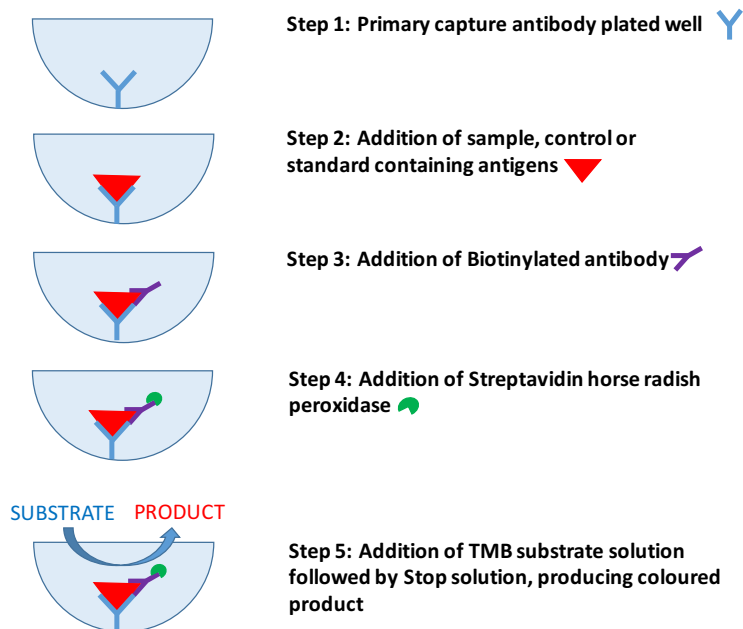 Step 1: Primary capture antibody plated well
Step 2: Addition of sample, control or
standard containing antigens
Step 3: Addition of Biotinylated antibody
Step 4: Addition of Streptavidin horse radish
peroxidase
SUBSTRATE PRODUCT
Step 5: Addition of TMB substrate solution
followed by Stop solution, producing coloured
product